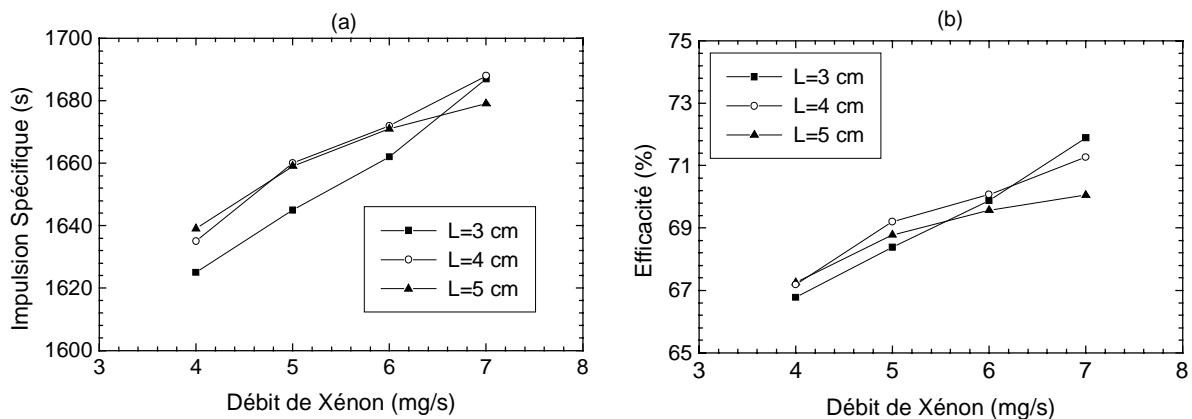 (a)
1700
1680
1660
1640
1620
1600
3
4
5
6
7
8
Impulsion Spécifique (s)
Débit de Xénon (mg/s)
L=3 cm
L=4 cm
L=5 cm
(b)
75
73
71
69
67
65
3
4
5
6
7
8
Efficacité (%)
Débit de Xénon (mg/s)
L=3 cm
L=4 cm
L=5 cm